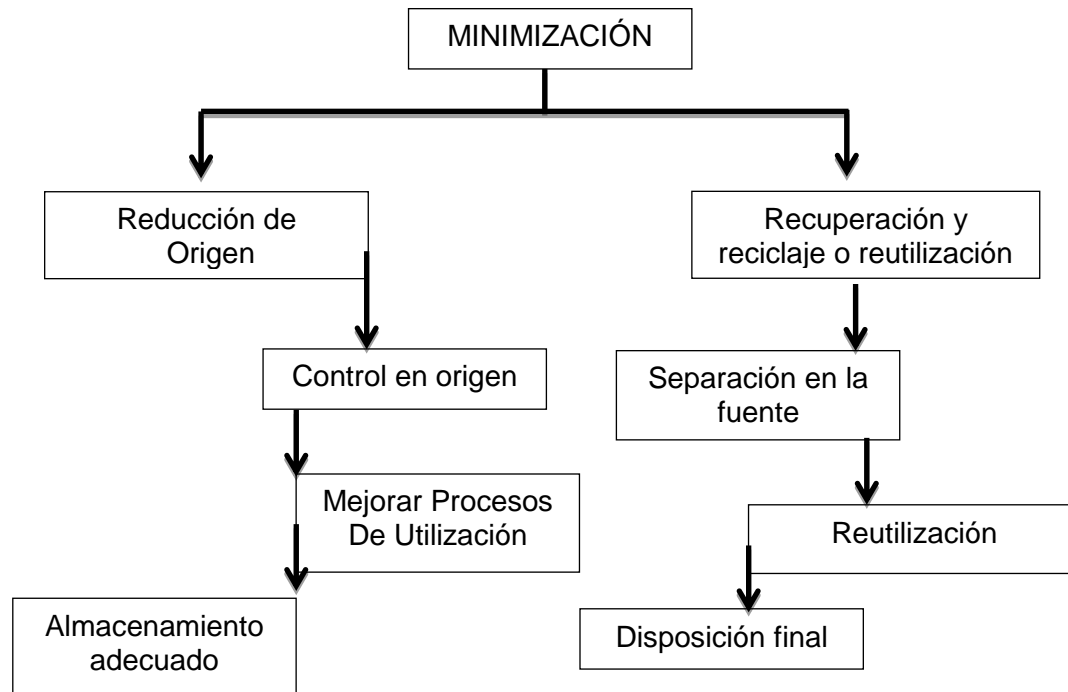 MINIMIZACIÓN
Reducción de
Origen
Recuperación y
reciclaje o reutilización
Control en origen
Separación en la
fuente
Mejorar Procesos
De Utilización
Reutilización
Almacenamiento
adecuado
Disposición final